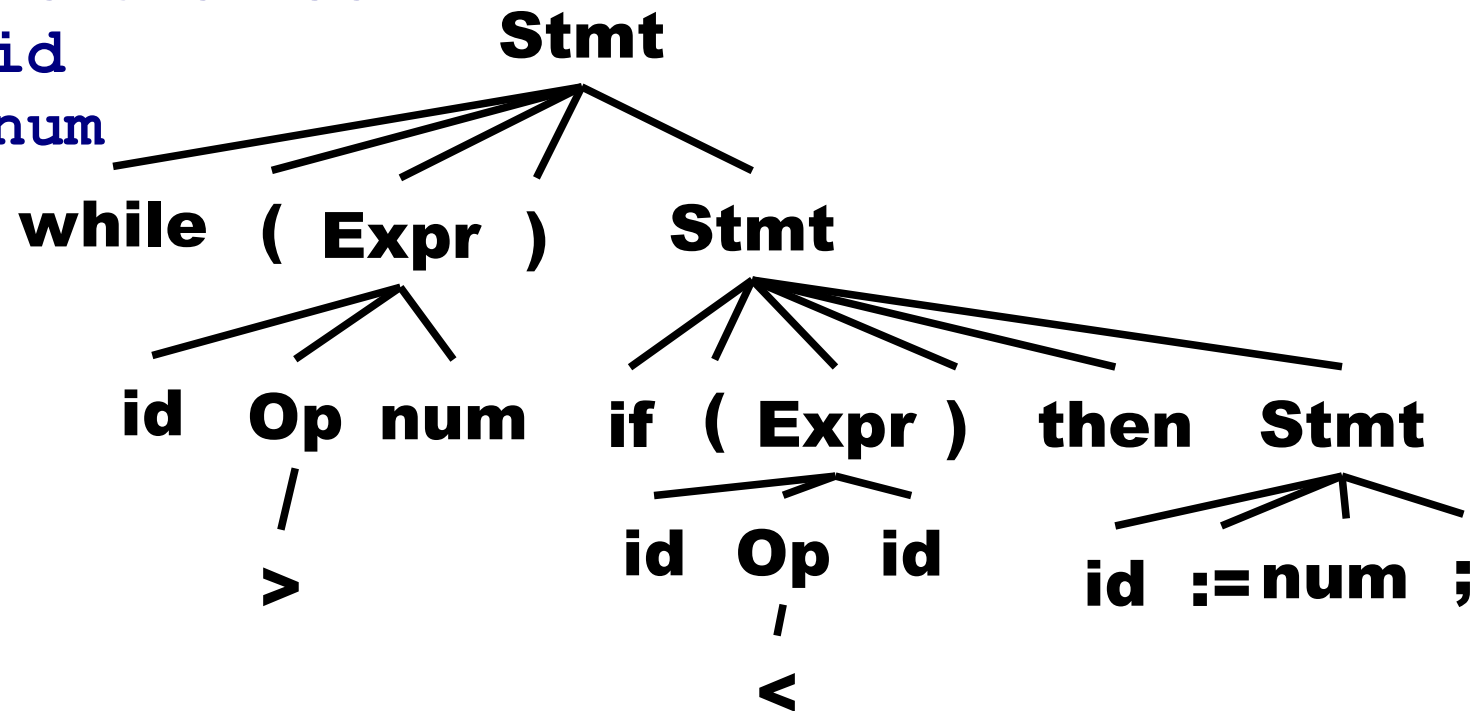 Stmt
id
num
while ( Expr ) Stmt
id Op num if ( Expr ) then Stmt
> id Op id id := num ;
<